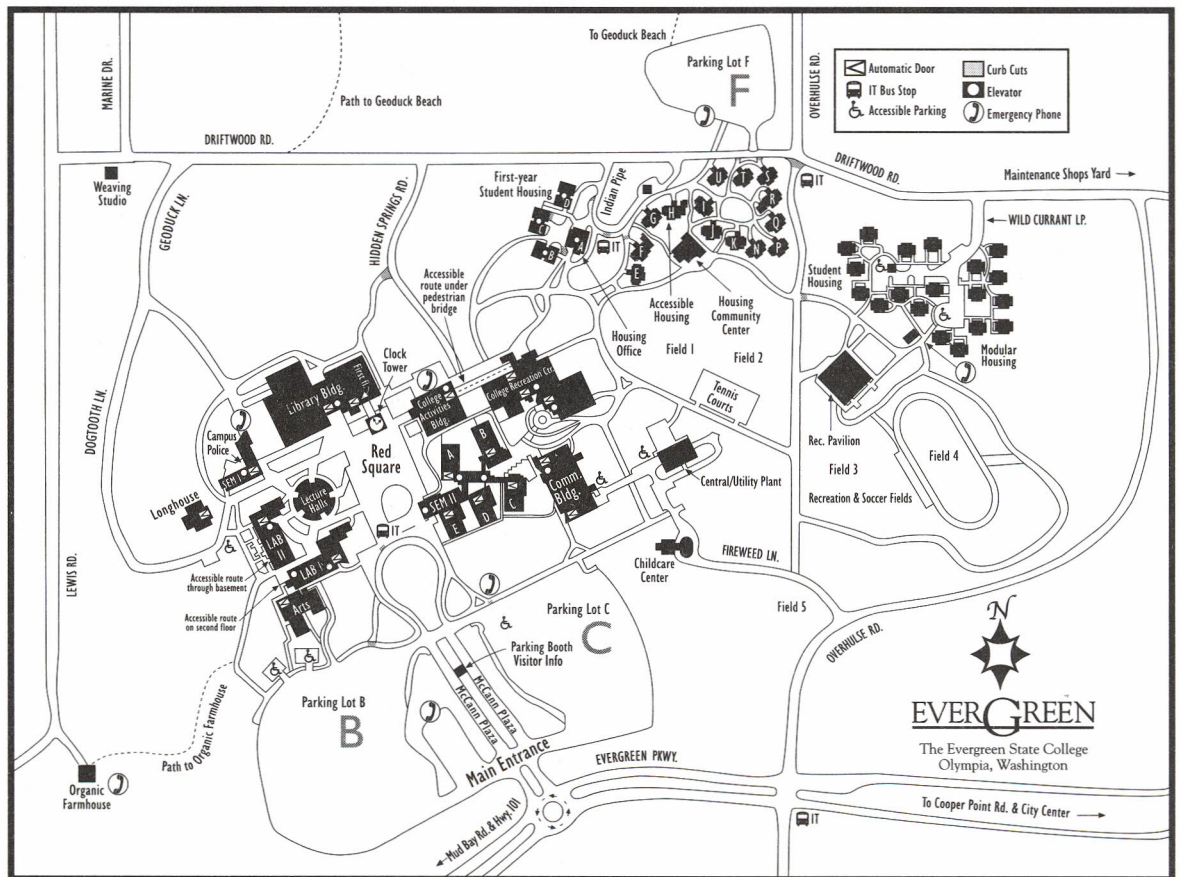 To Geoduck Beach
Parking Lot F
F
MARINE DR.
Path to Geoduck Beach
OVERHULSE RD.
Automatic Door
IT Bus Stop
Accessible Parking
Curb Cuts
Elevator
Emergency Phone
DRIFTWOOD RD.
DRIFTWOOD RD.
Maintenance Shops Yard
WILD CURRANT LP.
Weaving
Studio
GEODUCK LN.
HIDDEN SPRINGS RD.
First-year
Student Housing
Indian Pipe
IT
D
C
B
A
IT
U
T
S
R
Q
P
N
K
J
I
H
G
F
E
Student
Housing
Accessible
route under
pedestrian
bridge
Housing
Office
Accessible
Housing
Housing
Community
Center
Modular
Housing
Field 1
Field 2
Clock
Tower
Tennis
Courts
Rec. Pavilion
Field 3
Field 4
Recreation & Soccer Fields
DOGTOOTH LN.
Library Bldg.
First fl.
College
Activities
Bldg.
College Recreation Ctr.
Campus
Police
SEM I
Red
Square
Longhouse
Lecture
Halls
A
B
C
D
E
SEM II
Comm.
Bldg.
Central/Utility Plant
IT
LAB
II
LAB I
Arts
Accessible route
through basement
Accessible route
on second floor
Childcare
Center
FIREWEED LN.
Field 5
OVERHULSE RD.
LEWIS RD.
Parking Lot C
C
Parking Booth
Visitor Info
McCann Plaza
McCann Plaza
Parking Lot B
B
Path to Organic Farmhouse
Organic
Farmhouse
Main Entrance
EVERGREEN PKWY.
Mud Bay Rd. & Hwy. 101
To Cooper Point Rd. & City Center
IT
N
EVERGREEN
The Evergreen State College
Olympia, Washington